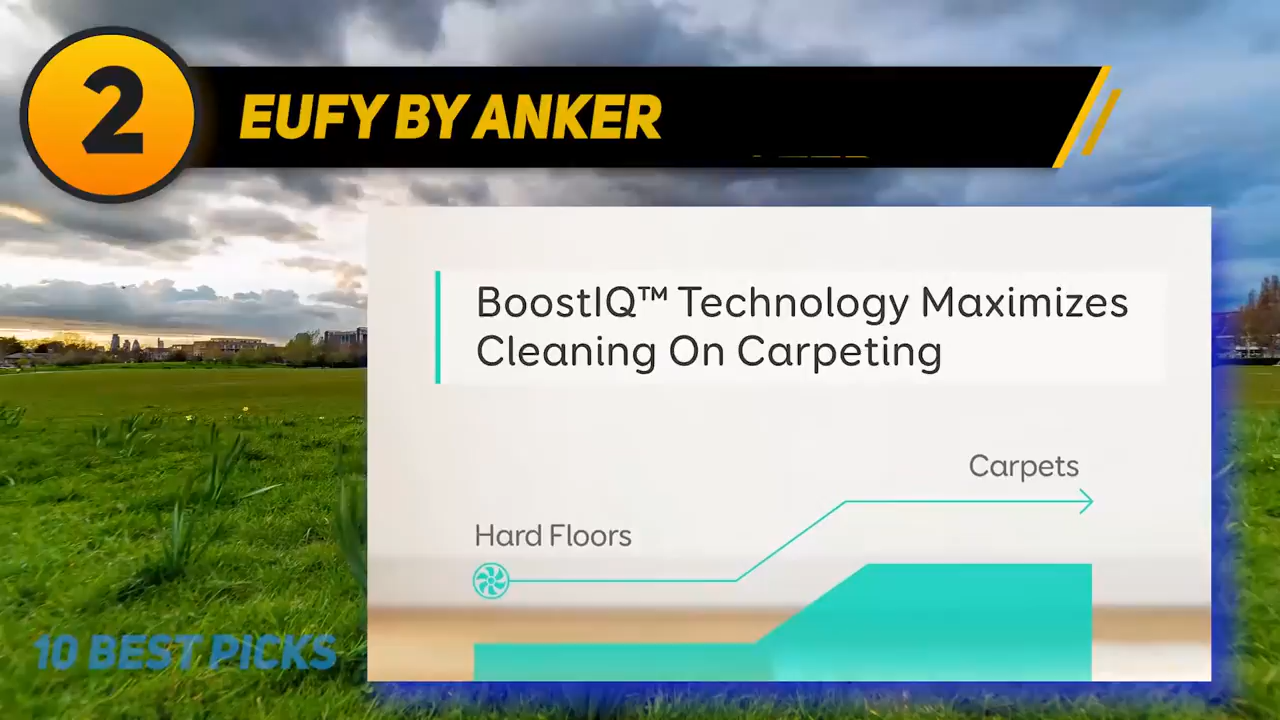 2
EUFY BY ANKER
BoostIQ™ Technology Maximizes
Cleaning On Carpeting
Carpets
Hard Floors
10 BEST PICKS